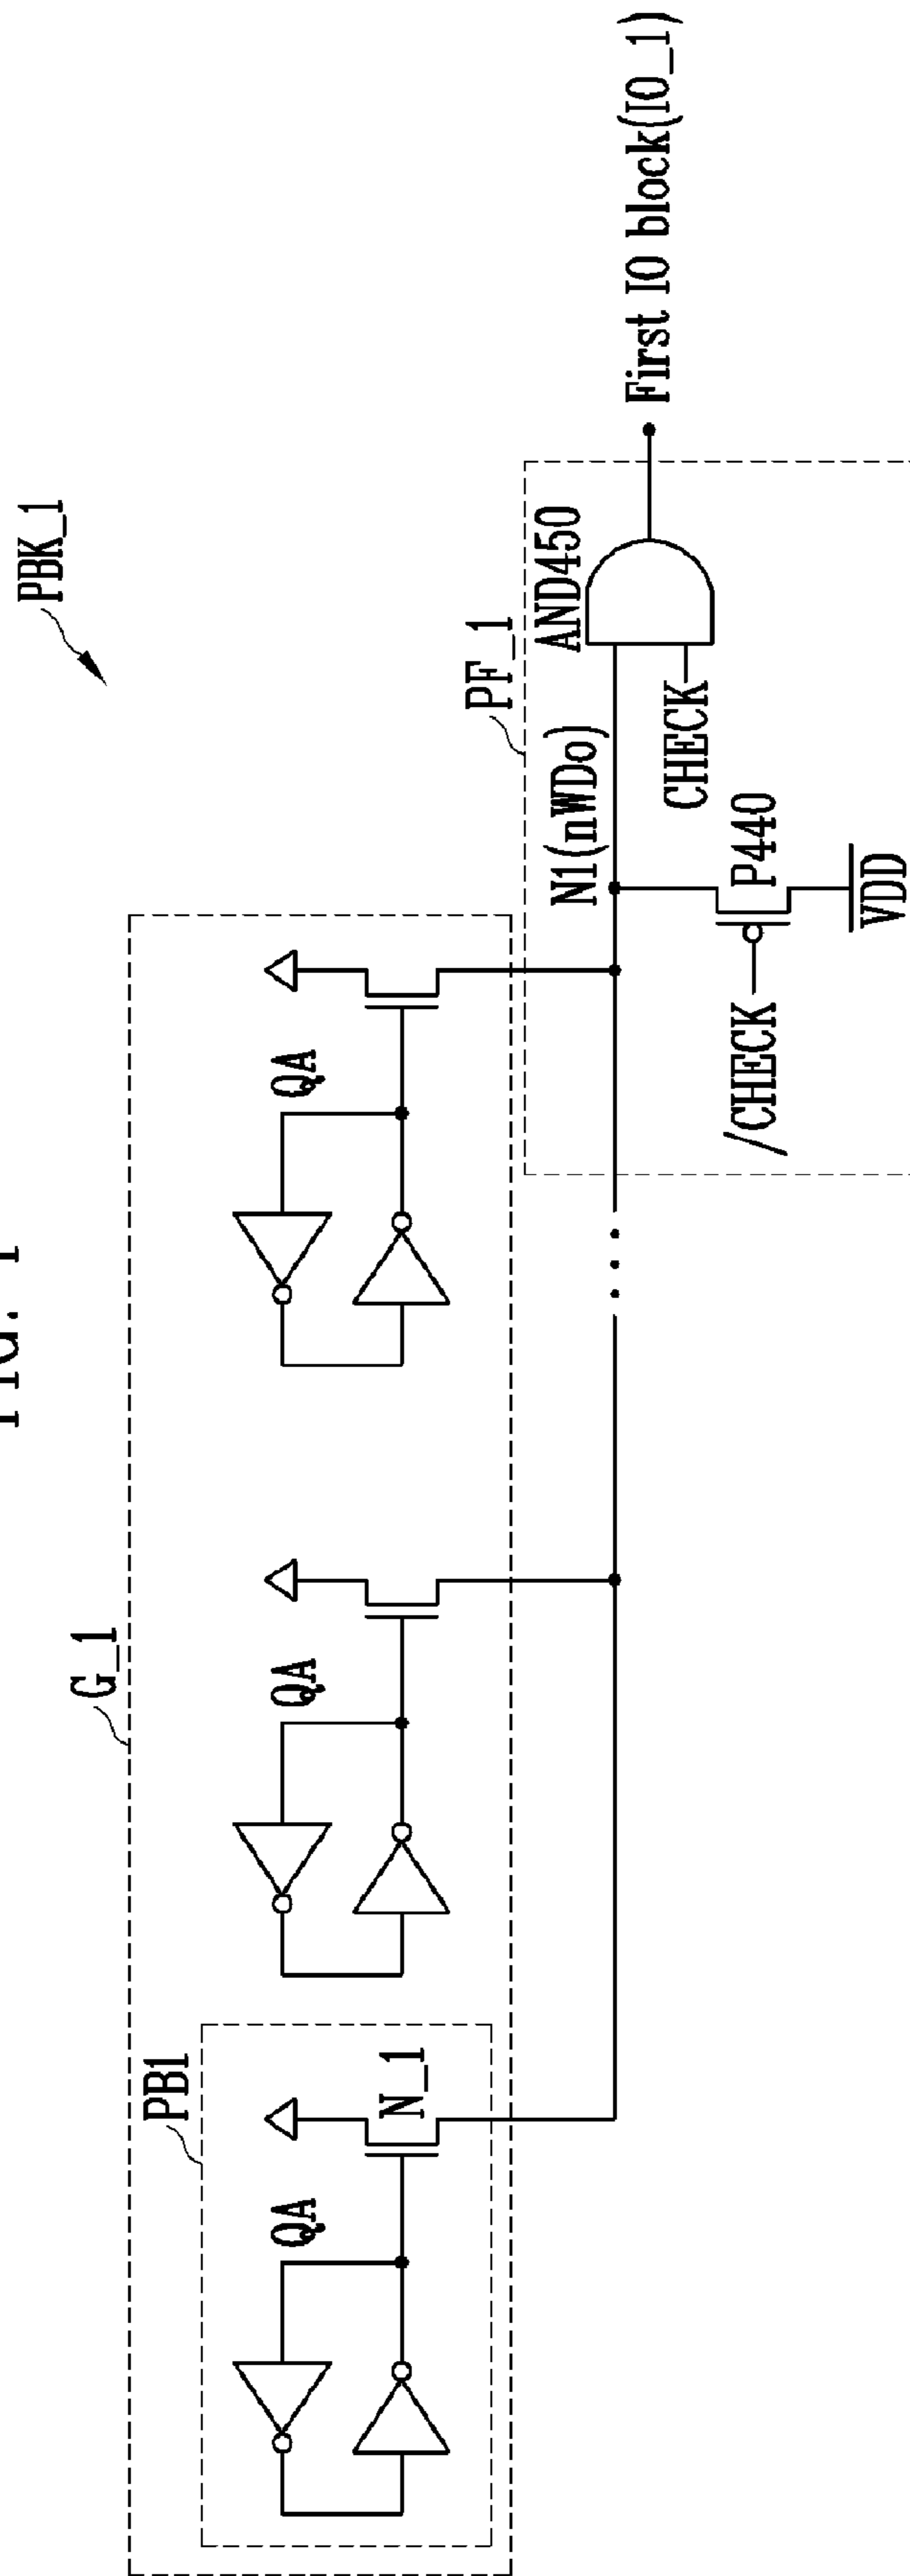 FIG. 1
PBK_1
G_1
PB1
QA
N_1
QA
QA
PF_1
N1(nWDo)
AND450
First IO block(IO_1)
CHECK
/CHECK
P440
VDD